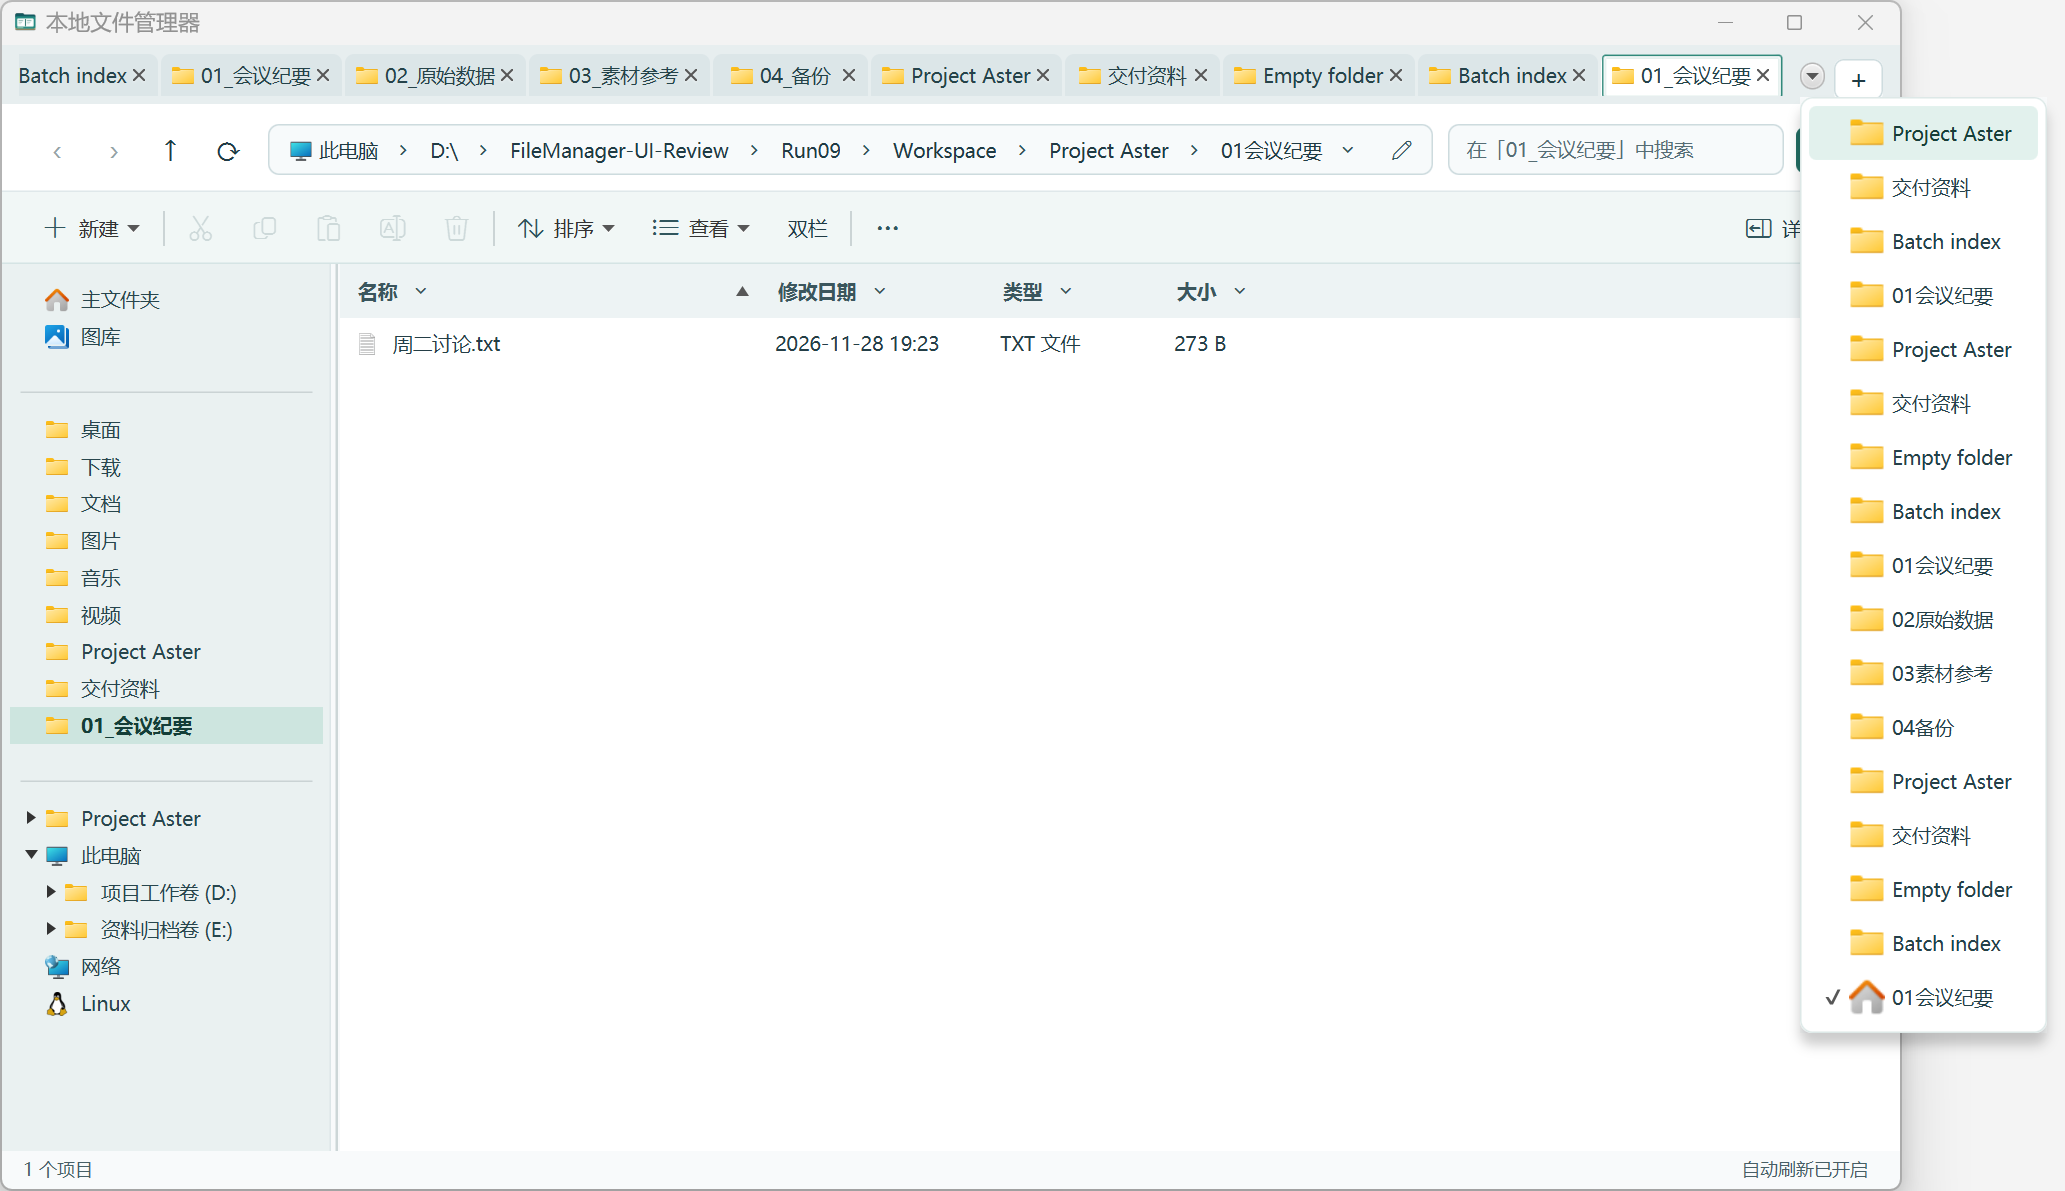 本地文件管理器
Batch index 01_会议纪要 02_原始数据 03_素材参考 04_备份 Project Aster 交付资料 Empty folder Batch index 01_会议纪要
此电脑 D:\ FileManager-UI-Review Run09 Workspace Project Aster 01会议纪要
在「01_会议纪要」中搜索
新建 排序 查看 双栏 ··· 详
主文件夹
图库
桌面
下载
文档
图片
音乐
视频
Project Aster
交付资料
01_会议纪要
Project Aster
此电脑
项目工作卷 (D:)
资料归档卷 (E:)
网络
Linux
名称 修改日期 类型 大小
周二讨论.txt 2026-11-28 19:23 TXT 文件 273 B
Project Aster
交付资料
Batch index
01会议纪要
Project Aster
交付资料
Empty folder
Batch index
01会议纪要
02原始数据
03素材参考
04备份
Project Aster
交付资料
Empty folder
Batch index
01会议纪要
1 个项目
自动刷新已开启